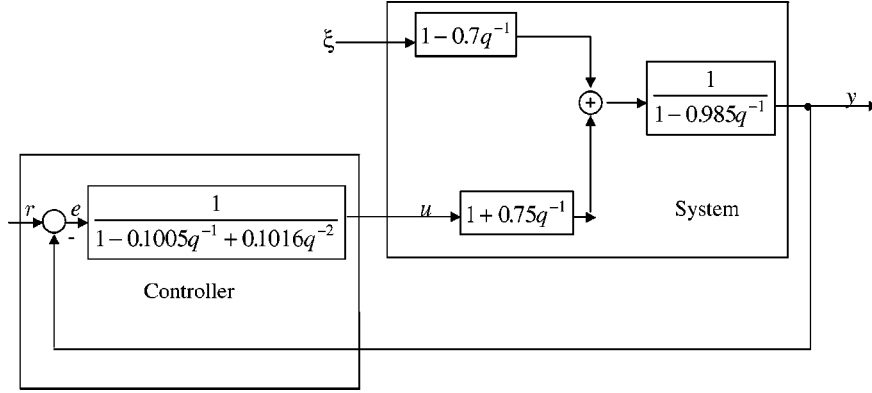 ξ
1 − 0.7q⁻¹
+
1
1 − 0.985q⁻¹
y
r
e
-
1
1 − 0.1005q⁻¹ + 0.1016q⁻²
u
1 + 0.75q⁻¹
System
Controller